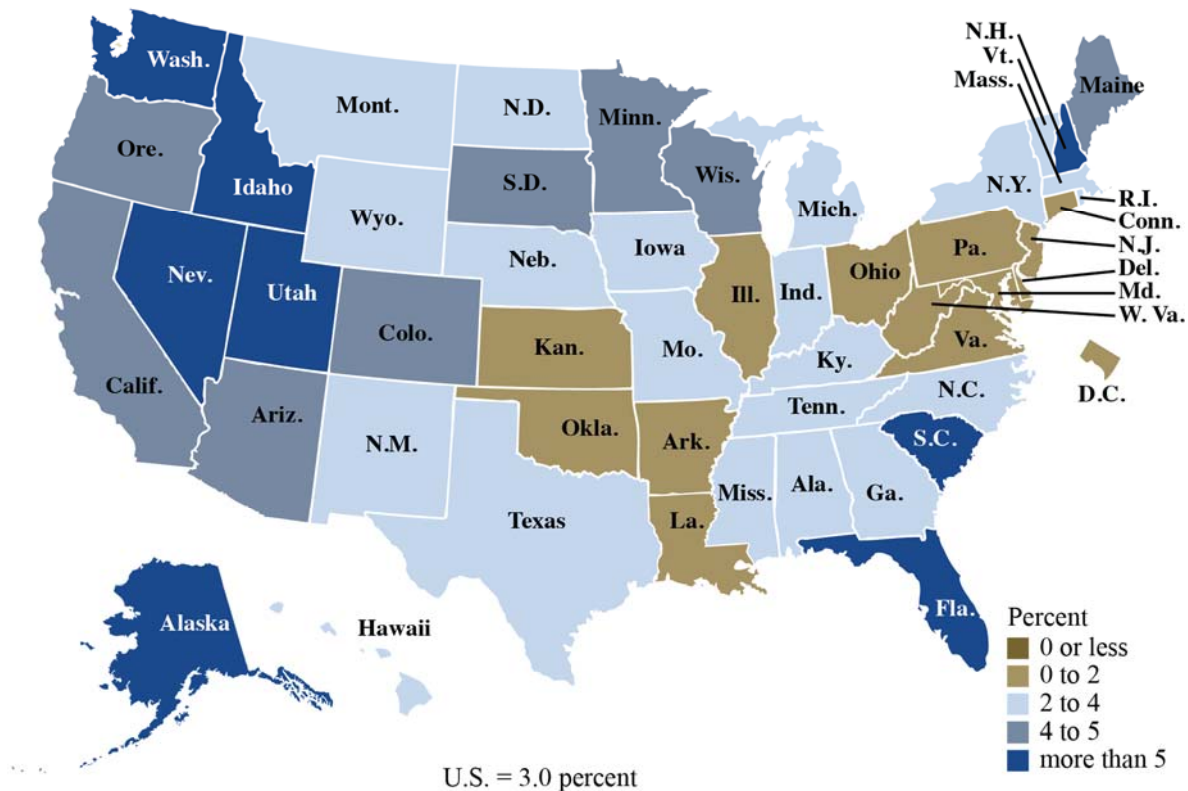 N.H.
Vt.
Mass.
Wash.
Mont.
N.D.
Minn.
Maine
Ore.
Idaho
S.D.
Wis.
N.Y.
Wyo.
Mich.
R.I.
Conn.
N.J.
Del.
Md.
W. Va.
Iowa
Neb.
Nev.
Utah
Colo.
Ill.
Ind.
Ohio
Pa.
Kan.
Mo.
Ky.
Va.
D.C.
Calif.
Ariz.
N.M.
Okla.
Ark.
Tenn.
N.C.
S.C.
Texas
La.
Miss.
Ala.
Ga.
Fla.
Alaska
Hawaii
Percent
0 or less
0 to 2
2 to 4
4 to 5
more than 5
U.S. = 3.0 percent